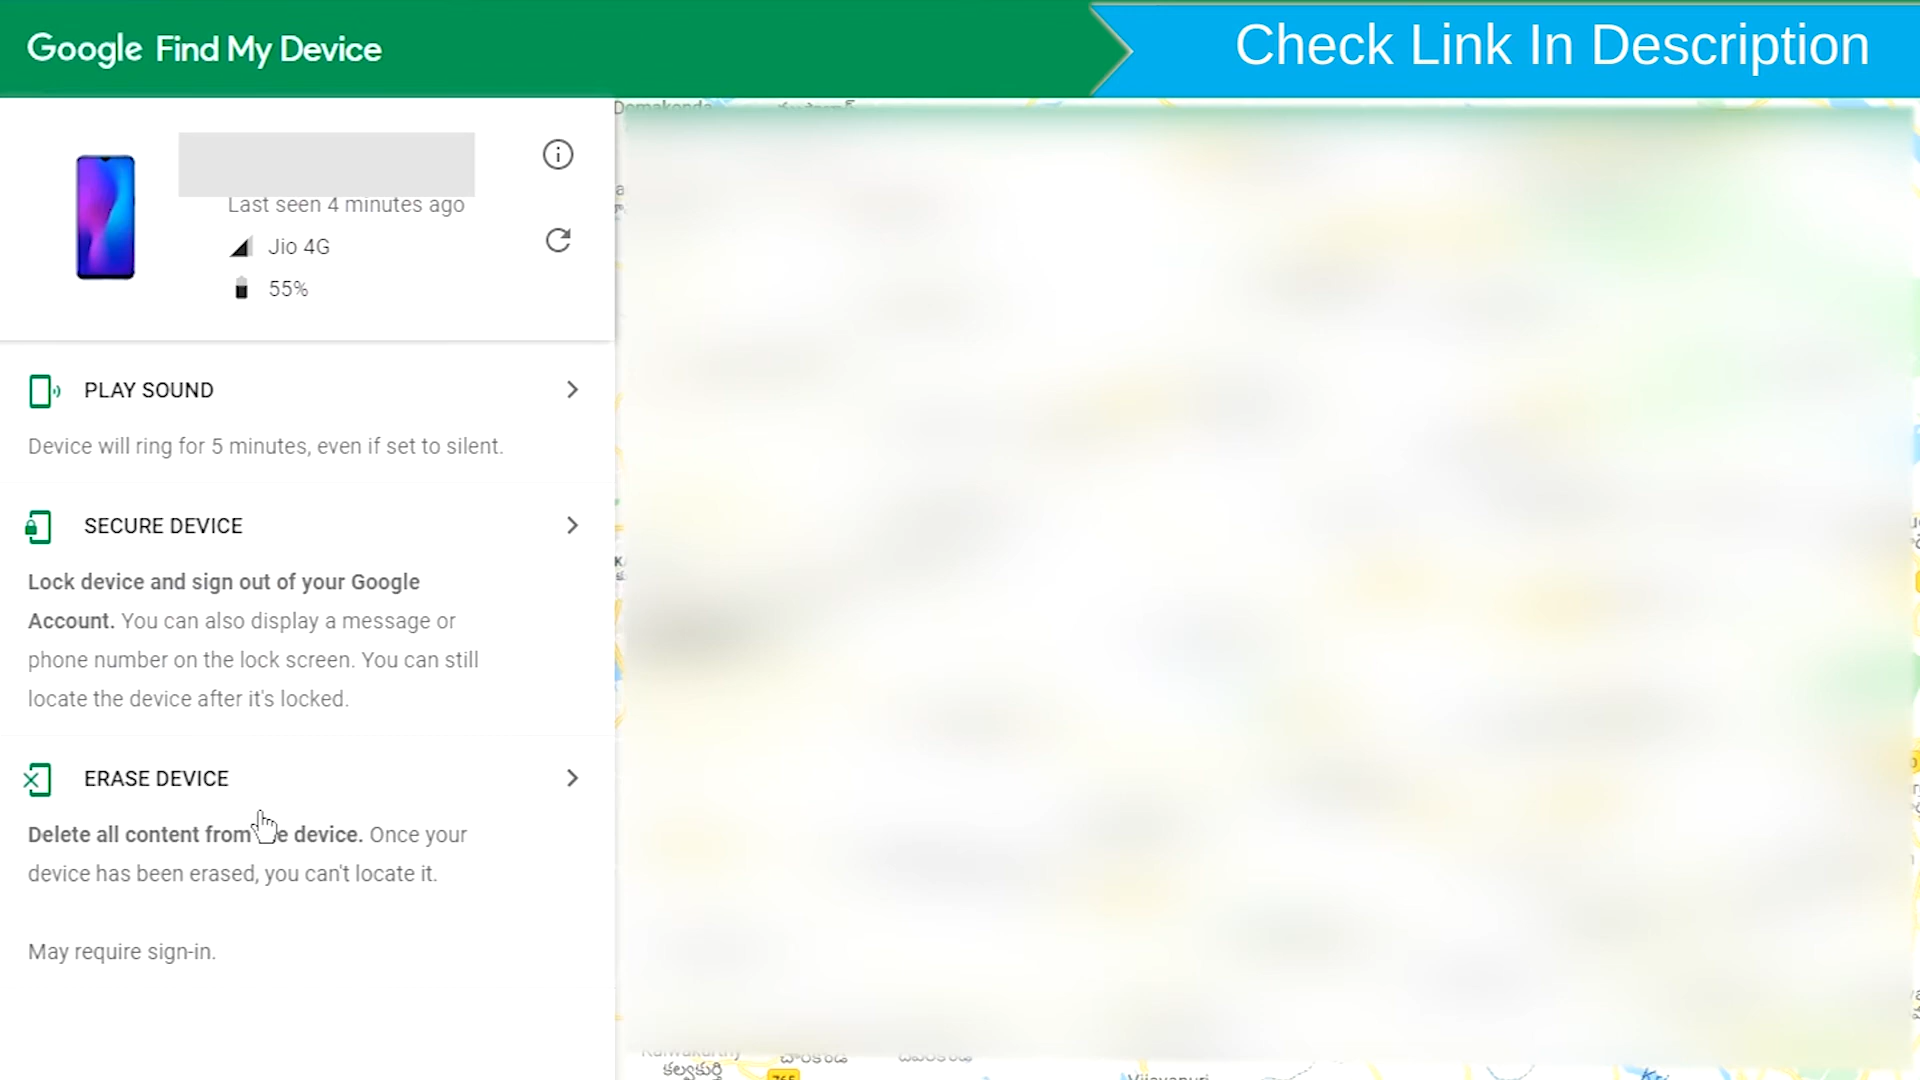 Google Find My Device
Check Link In Description
Domakonda
Last seen 4 minutes ago
Jio 4G
55%
PLAY SOUND
Device will ring for 5 minutes, even if set to silent.
SECURE DEVICE
Lock device and sign out of your Google
Account. You can also display a message or
phone number on the lock screen. You can still
locate the device after it's locked.
ERASE DEVICE
Delete all content from device. Once your
device has been erased, you can't locate it.
May require sign-in.
కల్వకుర్తి
765